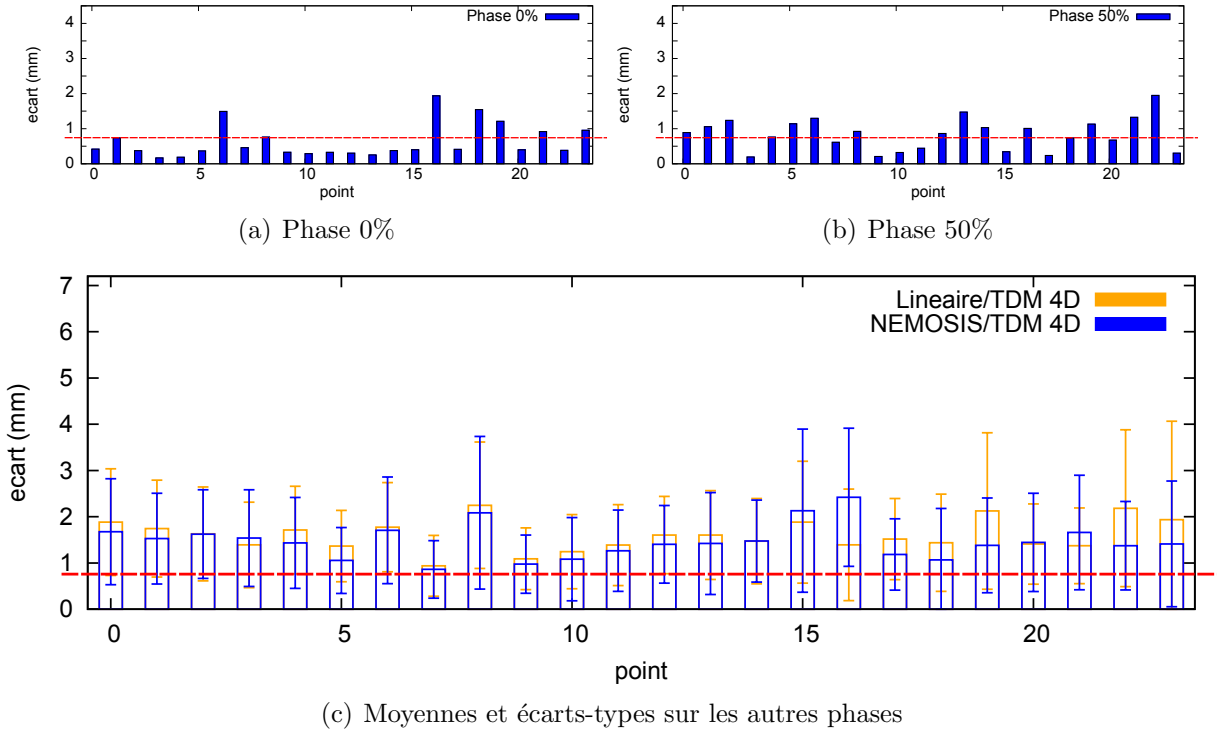 Phase 0%
ecart (mm)
4
3
2
1
0
0
5
10
15
20
point
(a) Phase 0%
Phase 50%
ecart (mm)
4
3
2
1
0
0
5
10
15
20
point
(b) Phase 50%
Lineaire/TDM 4D
NEMOSIS/TDM 4D
ecart (mm)
7
6
5
4
3
2
1
0
0
5
10
15
20
point
(c) Moyennes et écarts-types sur les autres phases